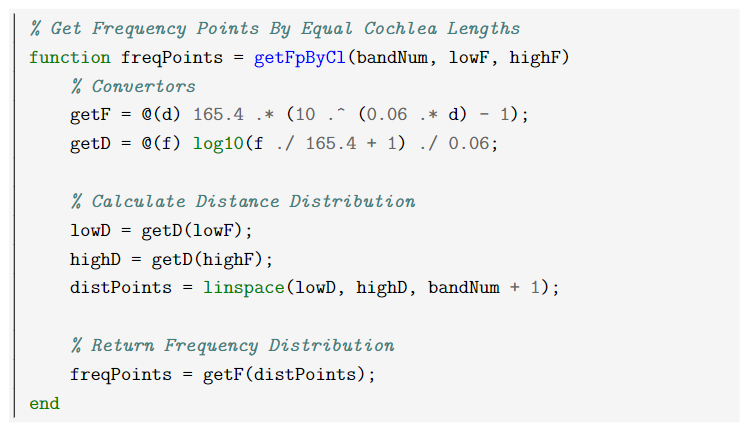 % Get Frequency Points By Equal Cochlea Lengths
function freqPoints = getFpByCl(bandNum, lowF, highF)
    % Convertors
    getF = @(d) 165.4 .* (10 .^ (0.06 .* d) - 1);
    getD = @(f) log10(f ./ 165.4 + 1) ./ 0.06;

    % Calculate Distance Distribution
    lowD = getD(lowF);
    highD = getD(highF);
    distPoints = linspace(lowD, highD, bandNum + 1);

    % Return Frequency Distribution
    freqPoints = getF(distPoints);
end